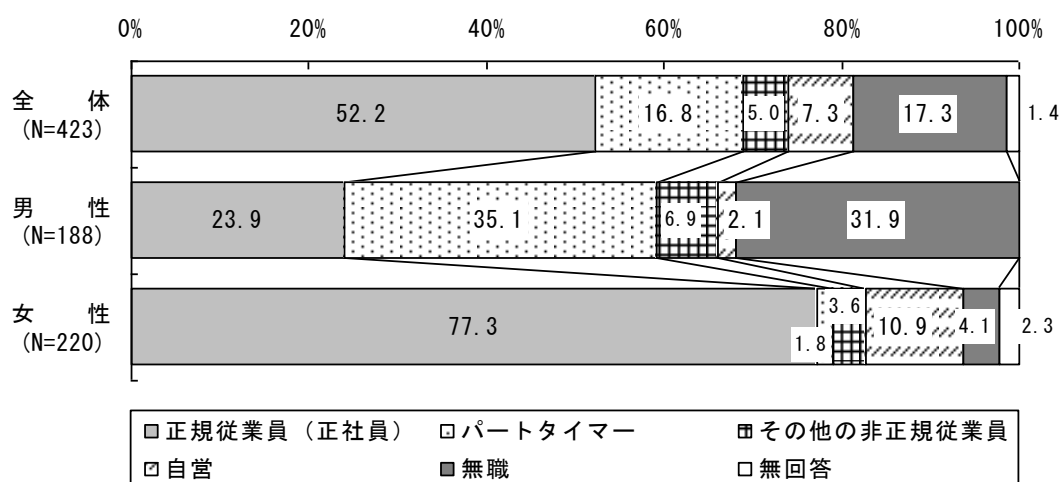 0% 20% 40% 60% 80% 100%
全 体
(N=423)
52.2 16.8 5.0 7.3 17.3 1.4
男 性
(N=188)
23.9 35.1 6.9 2.1 31.9
女 性
(N=220)
77.3 1.8 3.6 10.9 4.1 2.3
正規従業員（正社員） パートタイマー その他の非正規従業員
自営 無職 無回答